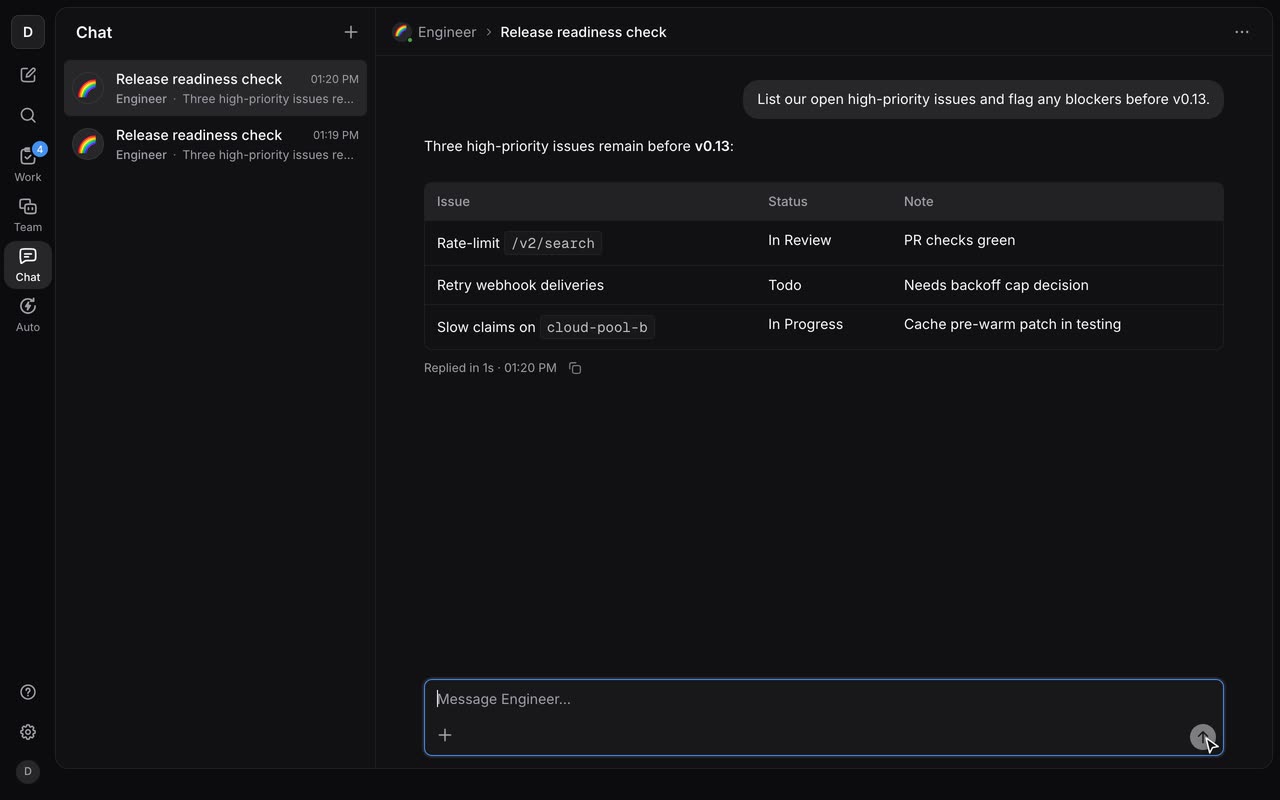 D
Work
4
Team
Chat
Auto
D
Chat
Release readiness check 01:20 PM
Engineer · Three high-priority issues re...
Release readiness check 01:19 PM
Engineer · Three high-priority issues re...
Engineer › Release readiness check
List our open high-priority issues and flag any blockers before v0.13.
Three high-priority issues remain before v0.13:
Issue Status Note
Rate-limit /v2/search In Review PR checks green
Retry webhook deliveries Todo Needs backoff cap decision
Slow claims on cloud-pool-b In Progress Cache pre-warm patch in testing
Replied in 1s · 01:20 PM
Message Engineer...